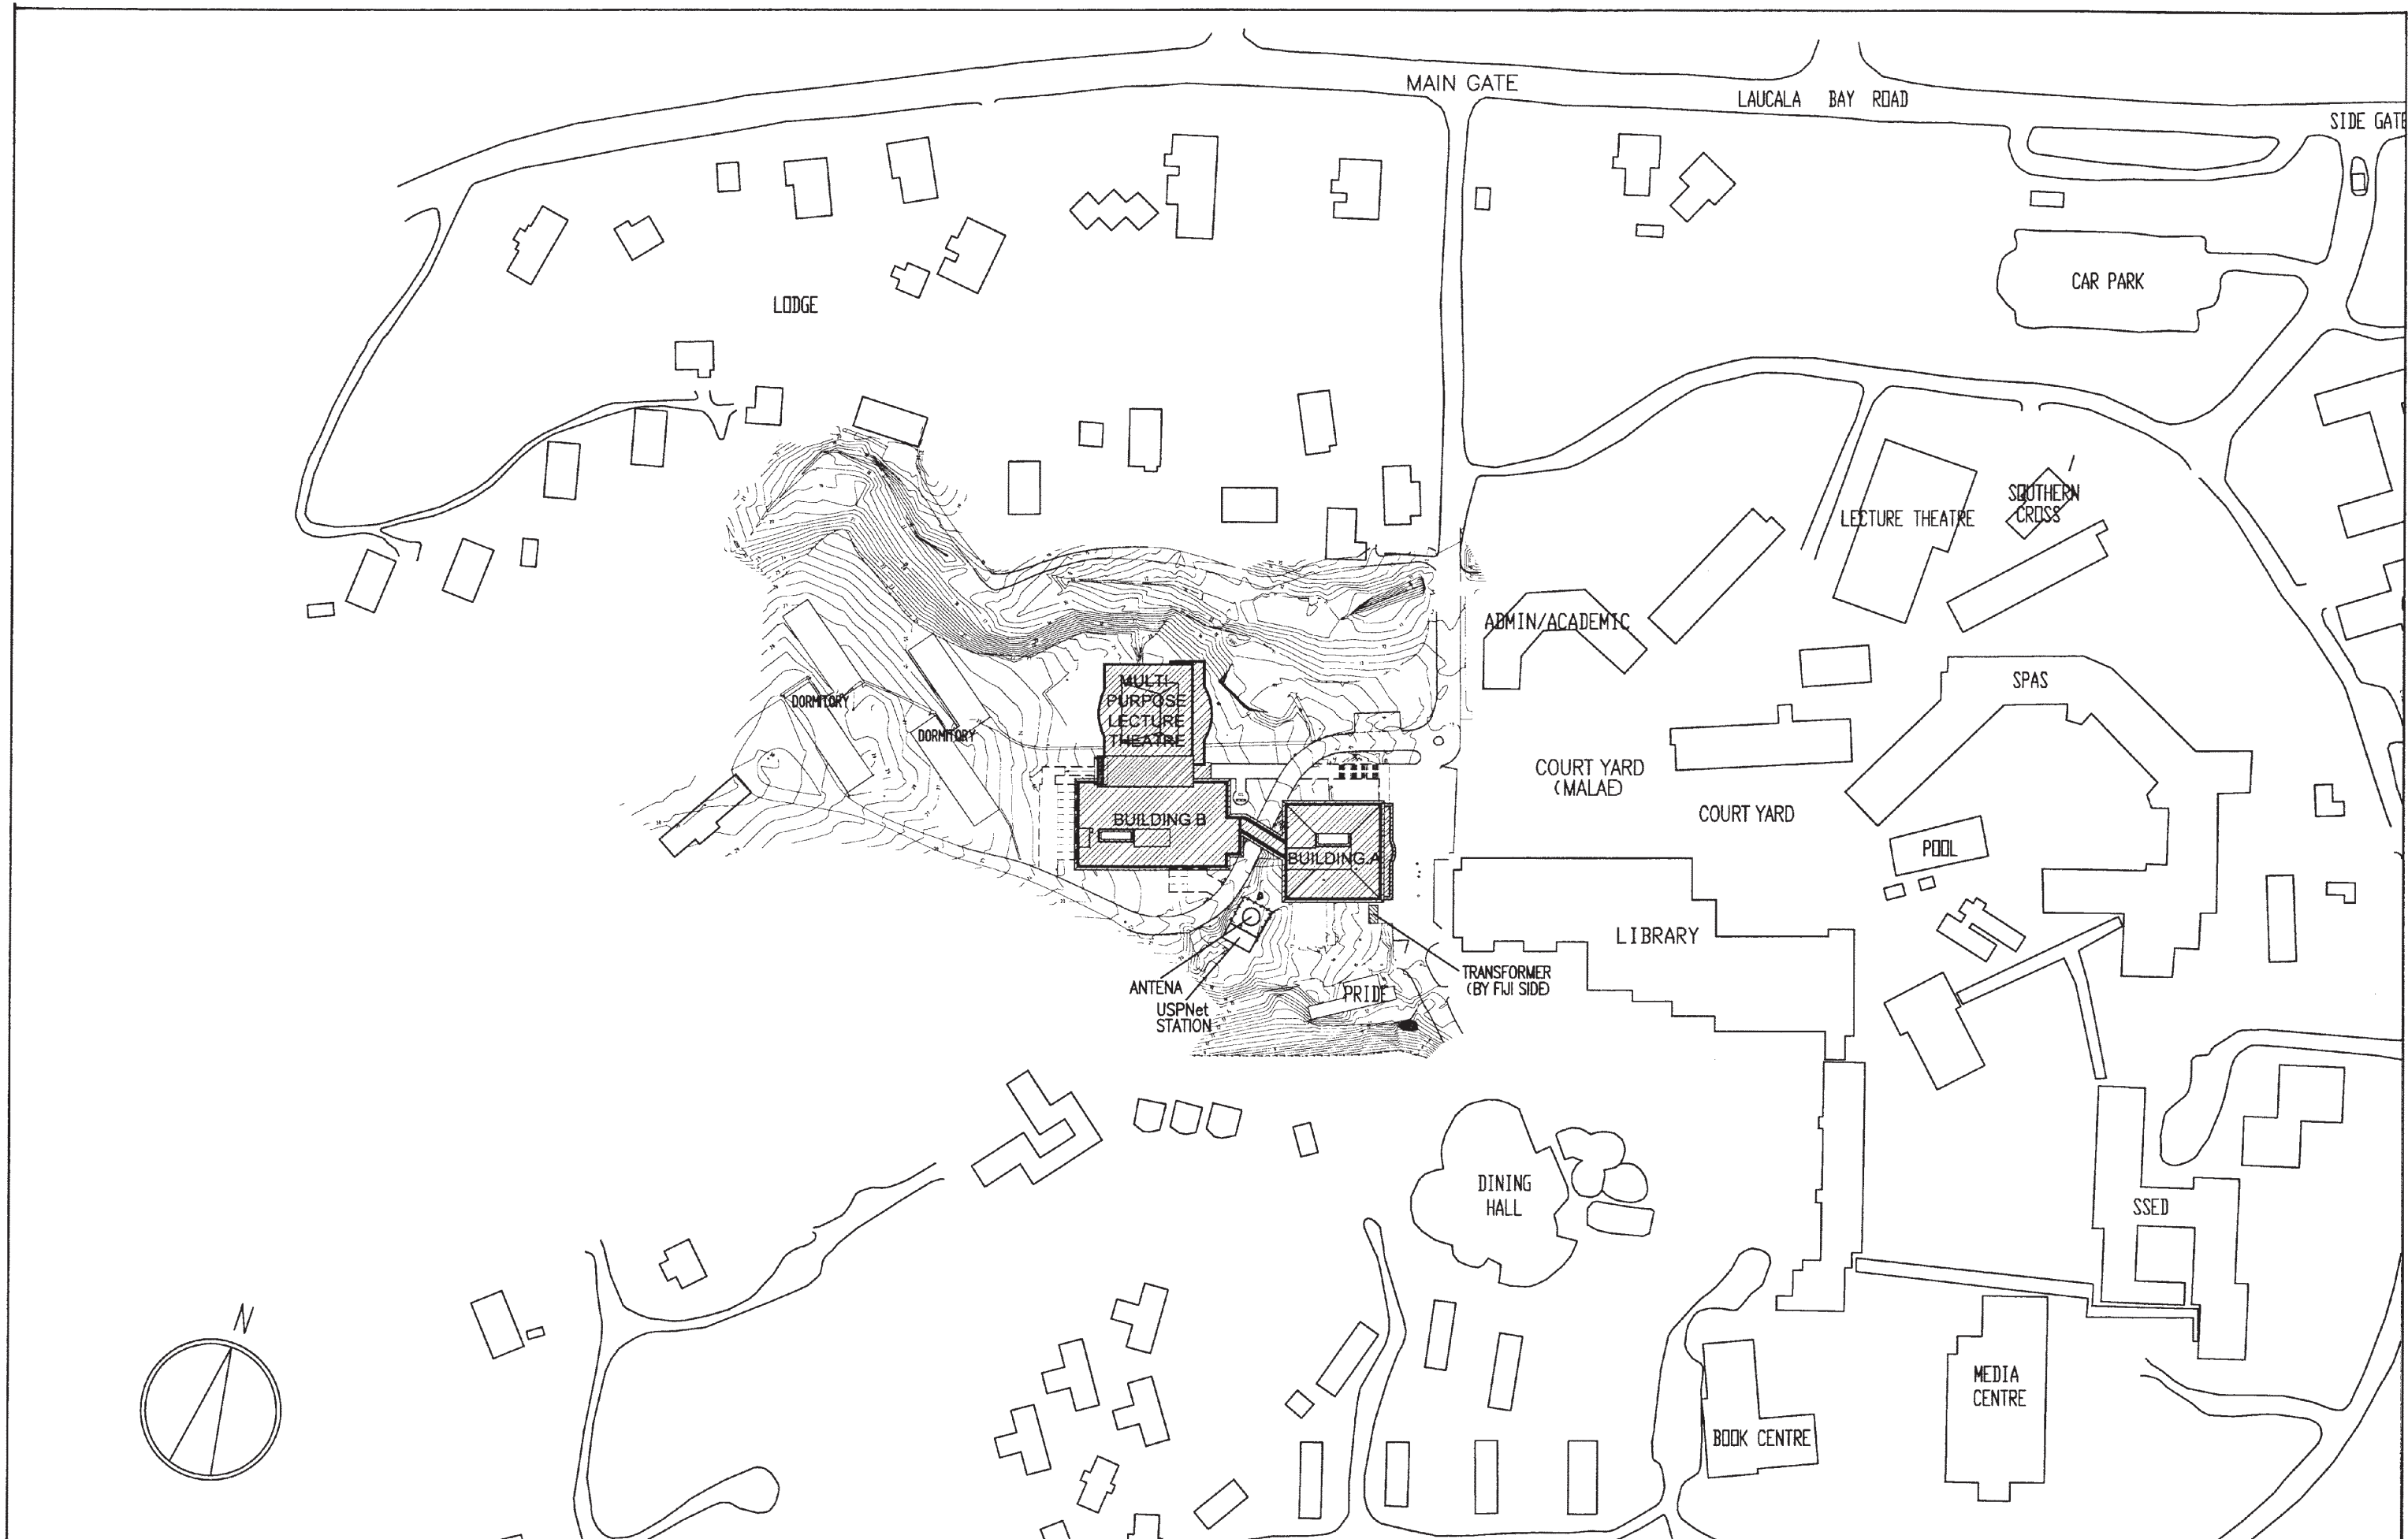 MAIN GATE
LAUCALA BAY ROAD
SIDE GATE
CAR PARK
LODGE
SOUTHERN
CROSS
LECTURE THEATRE
ADMIN/ACADEMIC
SPAS
MULTI-
PURPOSE
LECTURE
THEATRE
DORMITORY
DORMITORY
COURT YARD
(MALAE)
COURT YARD
BUILDING B
BUILDING A
POOL
LIBRARY
TRANSFORMER
(BY FIJI SIDE)
ANTENA
USPNet
STATION
PRIDE
DINING
HALL
SSED
MEDIA
CENTRE
BOOK CENTRE
N